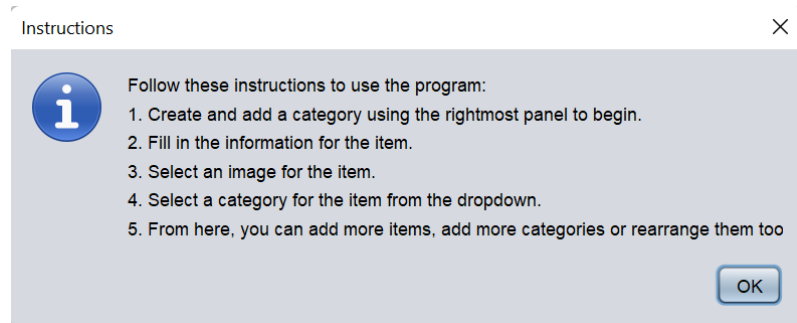 Instructions
Follow these instructions to use the program:
1. Create and add a category using the rightmost panel to begin.
2. Fill in the information for the item.
3. Select an image for the item.
4. Select a category for the item from the dropdown.
5. From here, you can add more items, add more categories or rearrange them too
OK